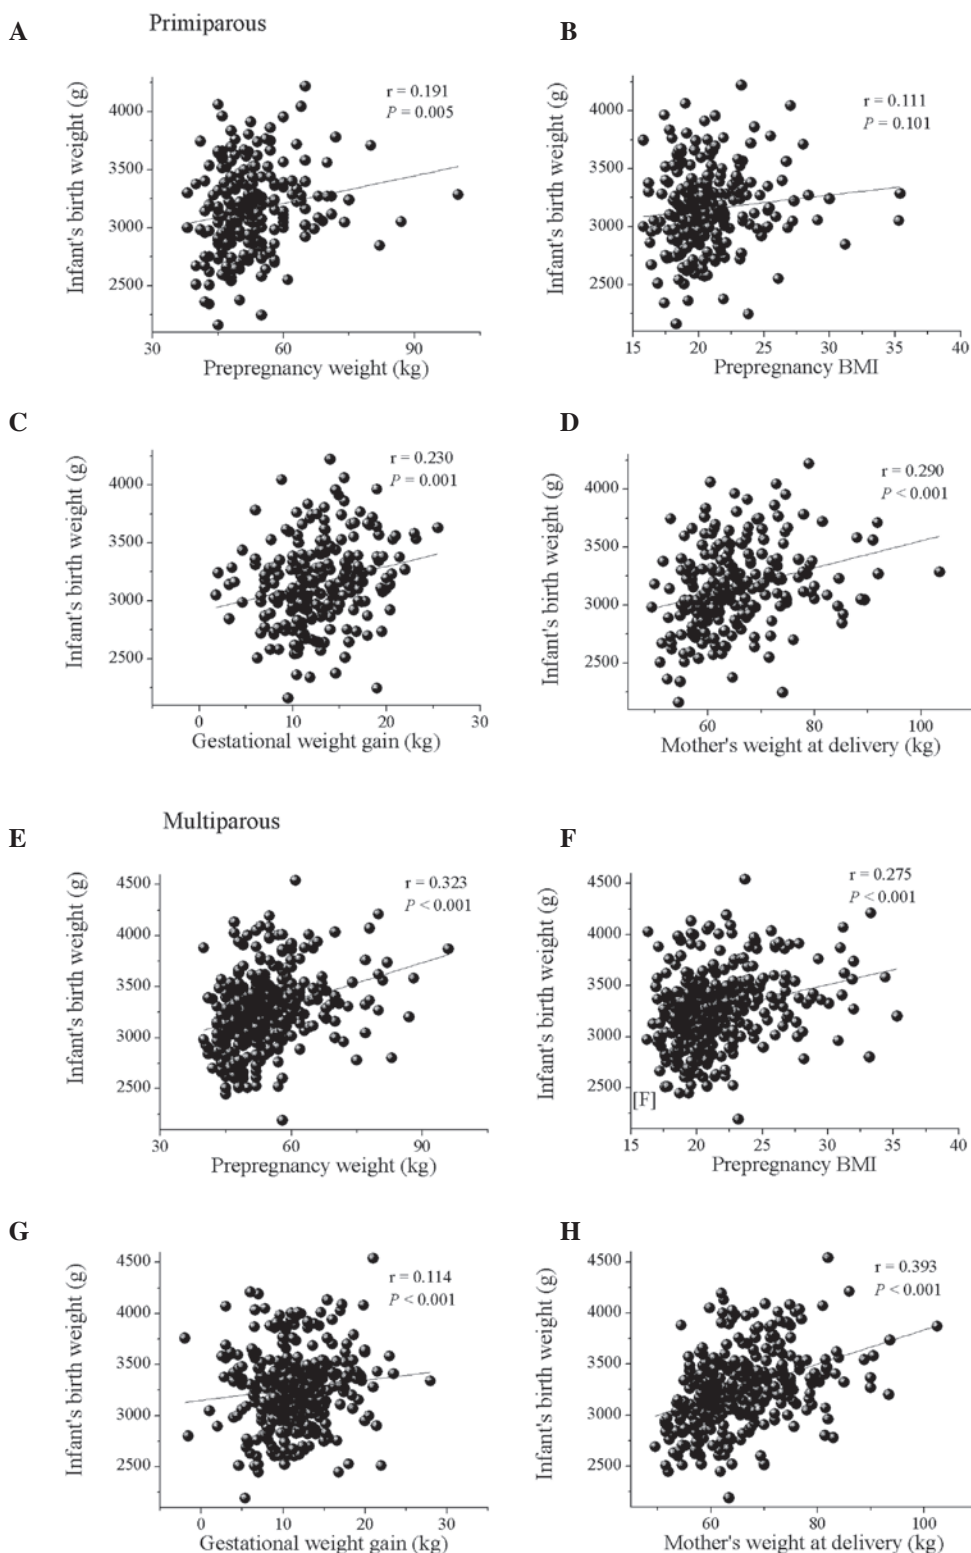 Primiparous
A
Infant's birth weight (g)
4000
3500
3000
2500
r = 0.191
P = 0.005
30
60
90
Prepregnancy weight (kg)
B
Infant's birth weight (g)
4000
3500
3000
2500
r = 0.111
P = 0.101
15
20
25
30
35
40
Prepregnancy BMI
C
Infant's birth weight (g)
4000
3500
3000
2500
r = 0.230
P = 0.001
0
10
20
30
Gestational weight gain (kg)
D
Infant's birth weight (g)
4000
3500
3000
2500
r = 0.290
P < 0.001
60
80
100
Mother's weight at delivery (kg)
Multiparous
E
Infant's birth weight (g)
4500
4000
3500
3000
2500
r = 0.323
P < 0.001
30
60
90
Prepregnancy weight (kg)
F
Infant's birth weight (g)
4500
4000
3500
3000
2500
r = 0.275
P < 0.001
[F]
15
20
25
30
35
40
Prepregnancy BMI
G
Infant's birth weight (g)
4500
4000
3500
3000
2500
r = 0.114
P < 0.001
0
10
20
30
Gestational weight gain (kg)
H
Infant's birth weight (g)
4500
4000
3500
3000
2500
r = 0.393
P < 0.001
60
80
100
Mother's weight at delivery (kg)